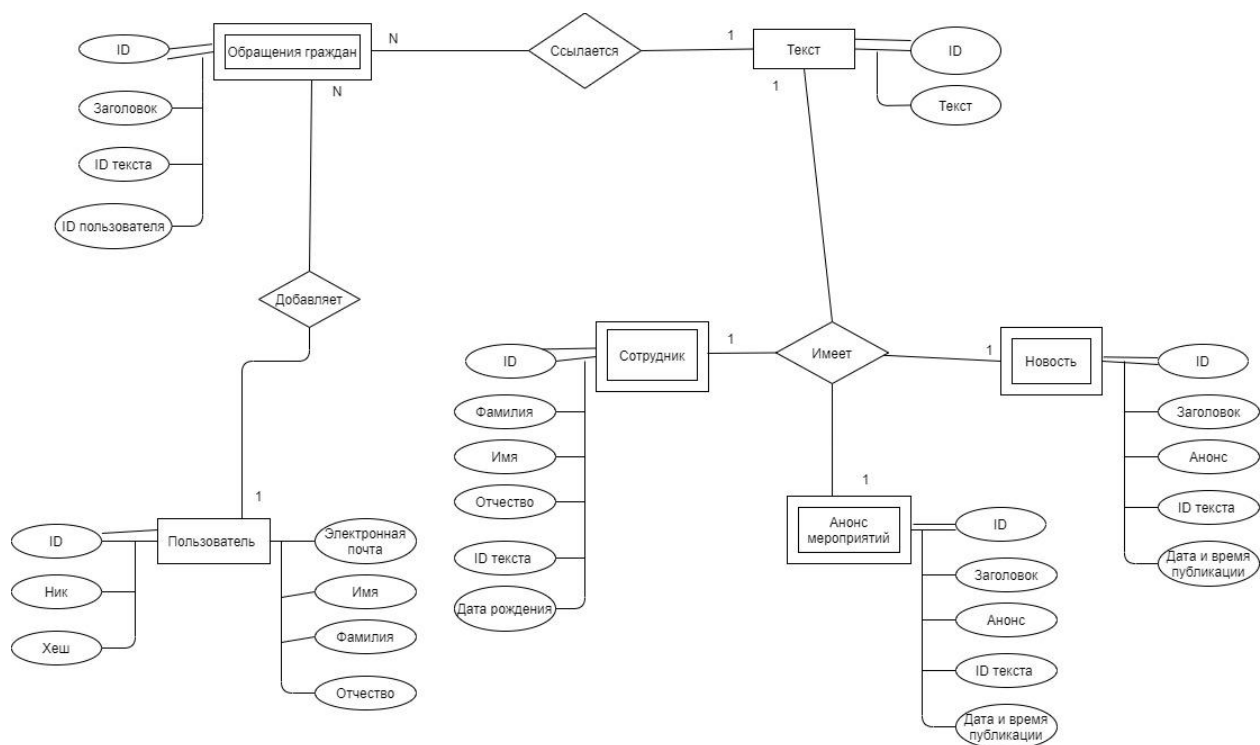 ID
Обращения граждан
N
Ссылается
1
Текст
ID
1
N
Заголовок
Текст
ID текста
ID пользователя
Добавляет
ID
Сотрудник
1
Имеет
1
Новость
ID
Фамилия
Заголовок
Имя
Анонс
Отчество
1
ID текста
1
Анонс
мероприятий
ID
ID
Пользователь
Электронная
почта
ID текста
Дата и время
публикации
Заголовок
Ник
Имя
Дата рождения
Анонс
Хеш
Фамилия
ID текста
Отчество
Дата и время
публикации